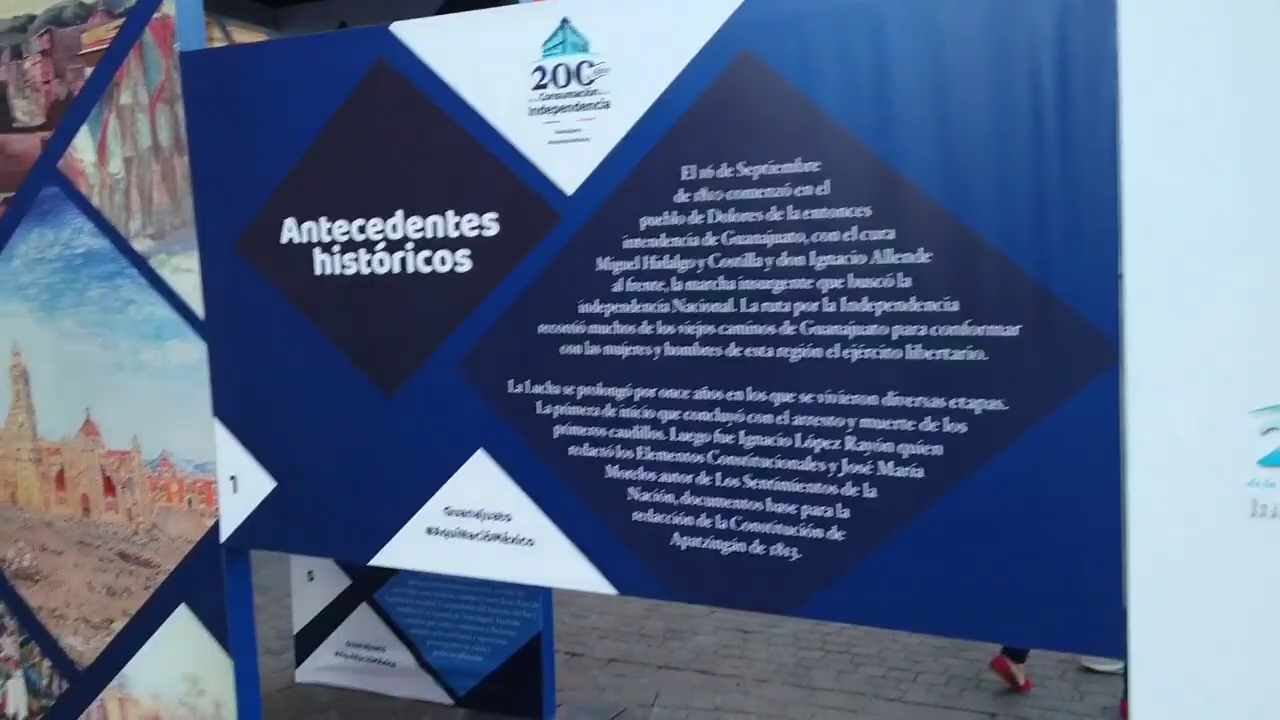 200 años
Consumación
Independencia
Antecedentes
históricos
El 16 de Septiembre
de 1810 comenzó en el
pueblo de Dolores de la entonces
intendencia de Guanajuato, con el cura
Miguel Hidalgo y Costilla y don Ignacio Allende
al frente, la marcha insurgente que buscó la
independencia Nacional. La ruta por la Independencia
recorrió muchos de los viejos caminos de Guanajuato para conformar
con las mujeres y hombres de esta región el ejército libertario.
La Lucha se prolongó por once años en los que se vivieron diversas etapas.
La primera de inicio que concluyó con el arresto y muerte de los
primeros caudillos. Luego fue Ignacio López Rayón quien
redactó los Elementos Constitucionales y José María
Morelos autor de Los Sentimientos de la
Nación, documentos base para la
redacción de la Constitución de
Apatzingán de 1813.
1
Guanajuato
#AquíNacióMéxico
5
Guanajuato
#AquíNacióMéxico